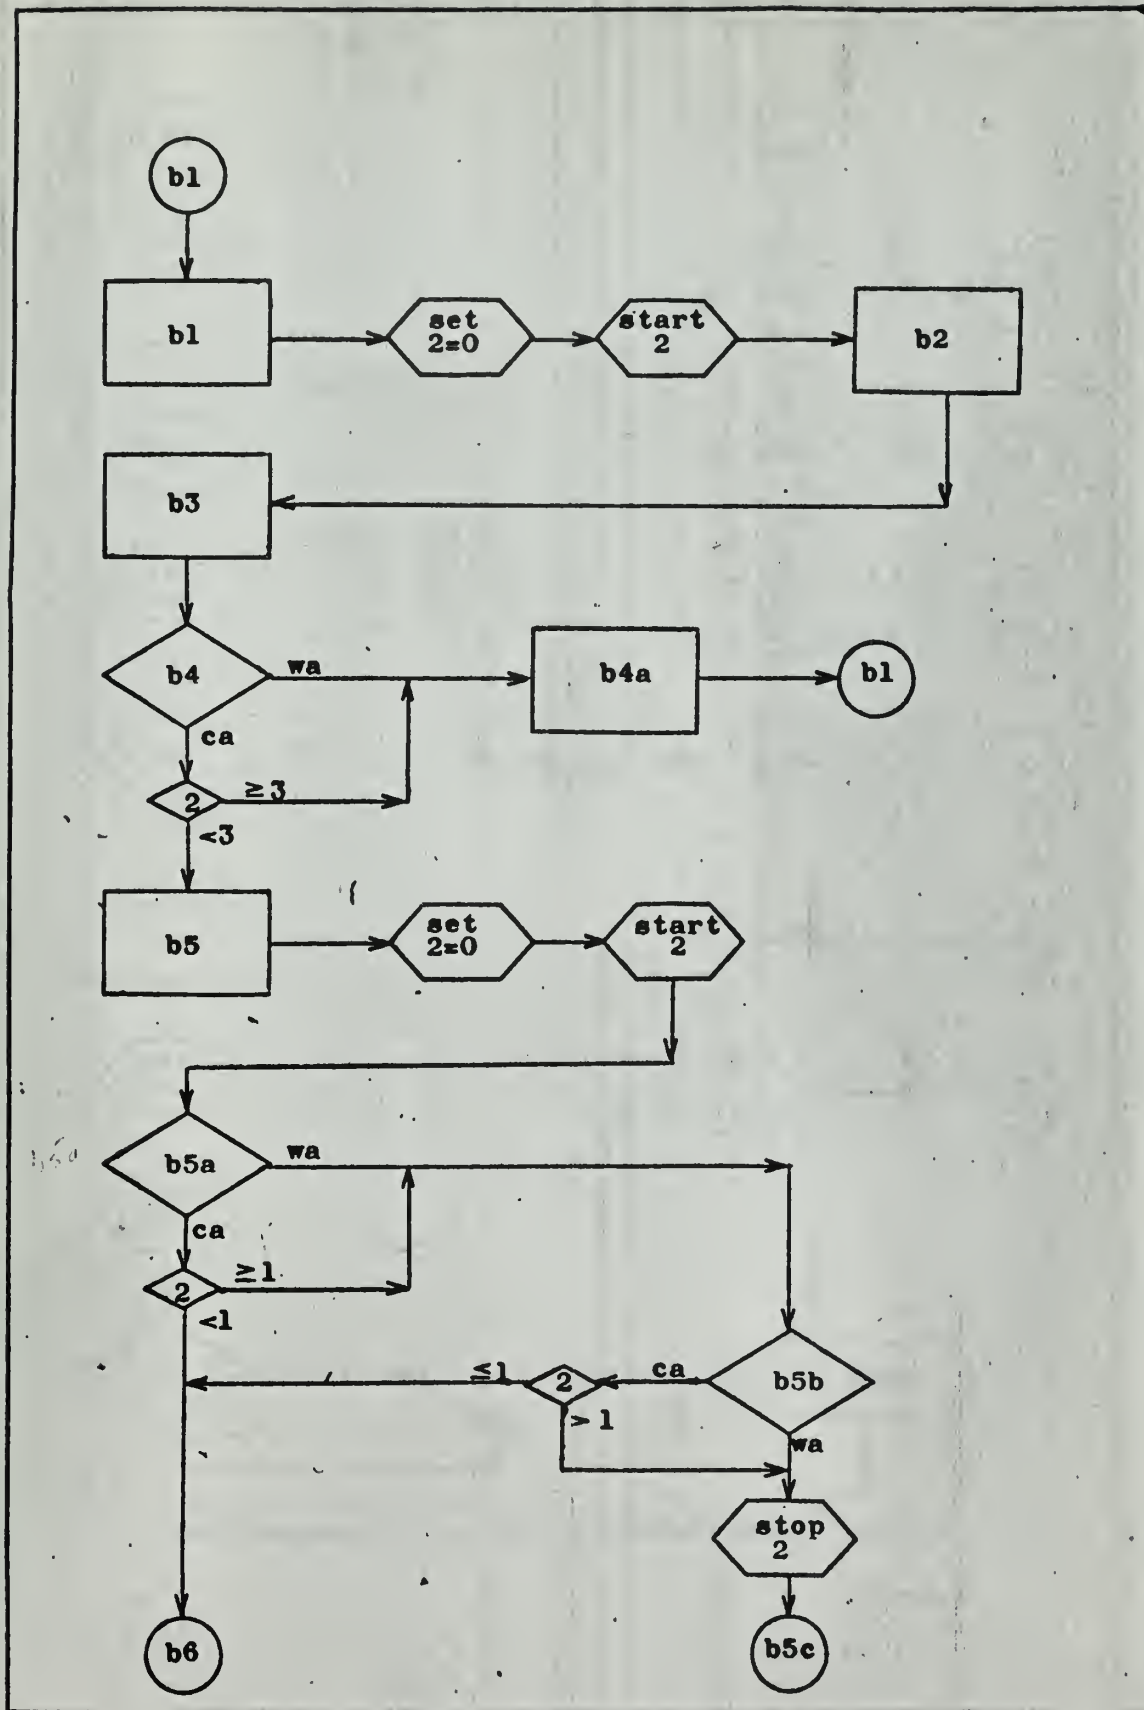 b1
b1
set
2=0
start
2
b2
b3
b4
wa
b4a
b1
ca
2
≥3
<3
b5
set
2=0
start
2
b5a
wa
ca
2
≥1
<1
≤1
2
ca
b5b
>1
wa
stop
2
b6
b5c